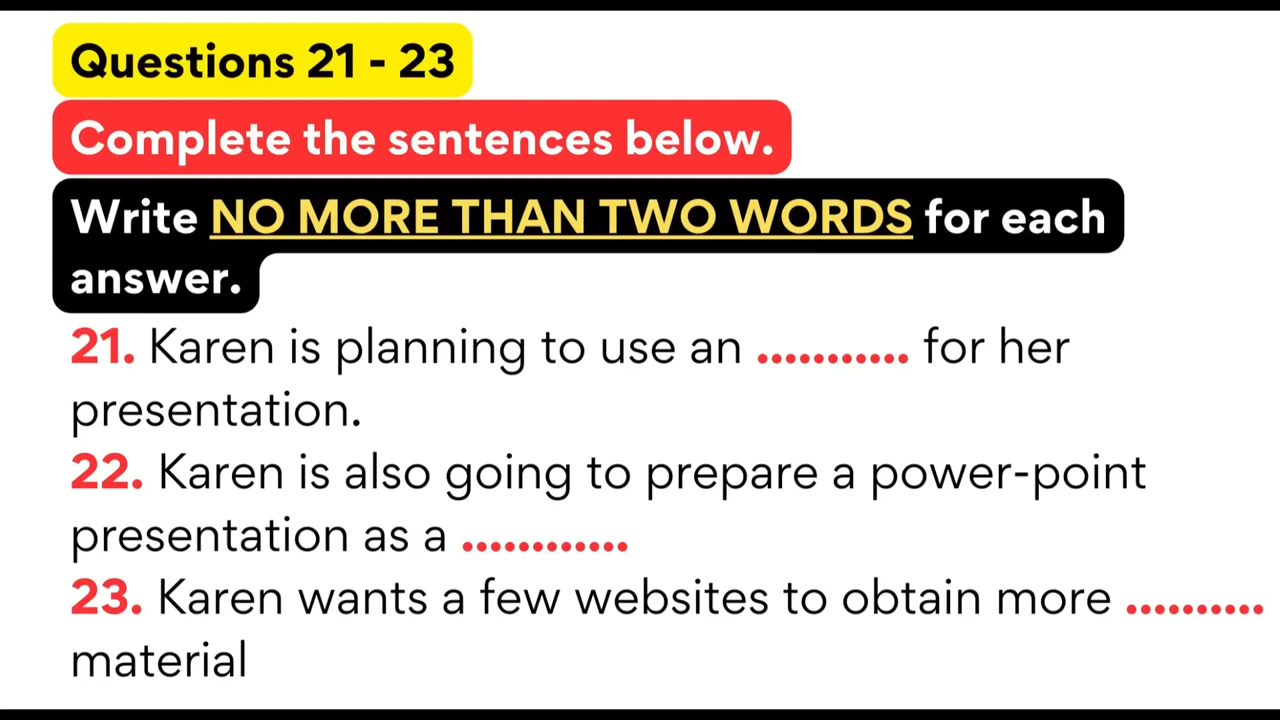 Questions 21 - 23
Complete the sentences below.
Write NO MORE THAN TWO WORDS for each
answer.
21. Karen is planning to use an ........... for her
presentation.
22. Karen is also going to prepare a power-point
presentation as a ............
23. Karen wants a few websites to obtain more ..........
material